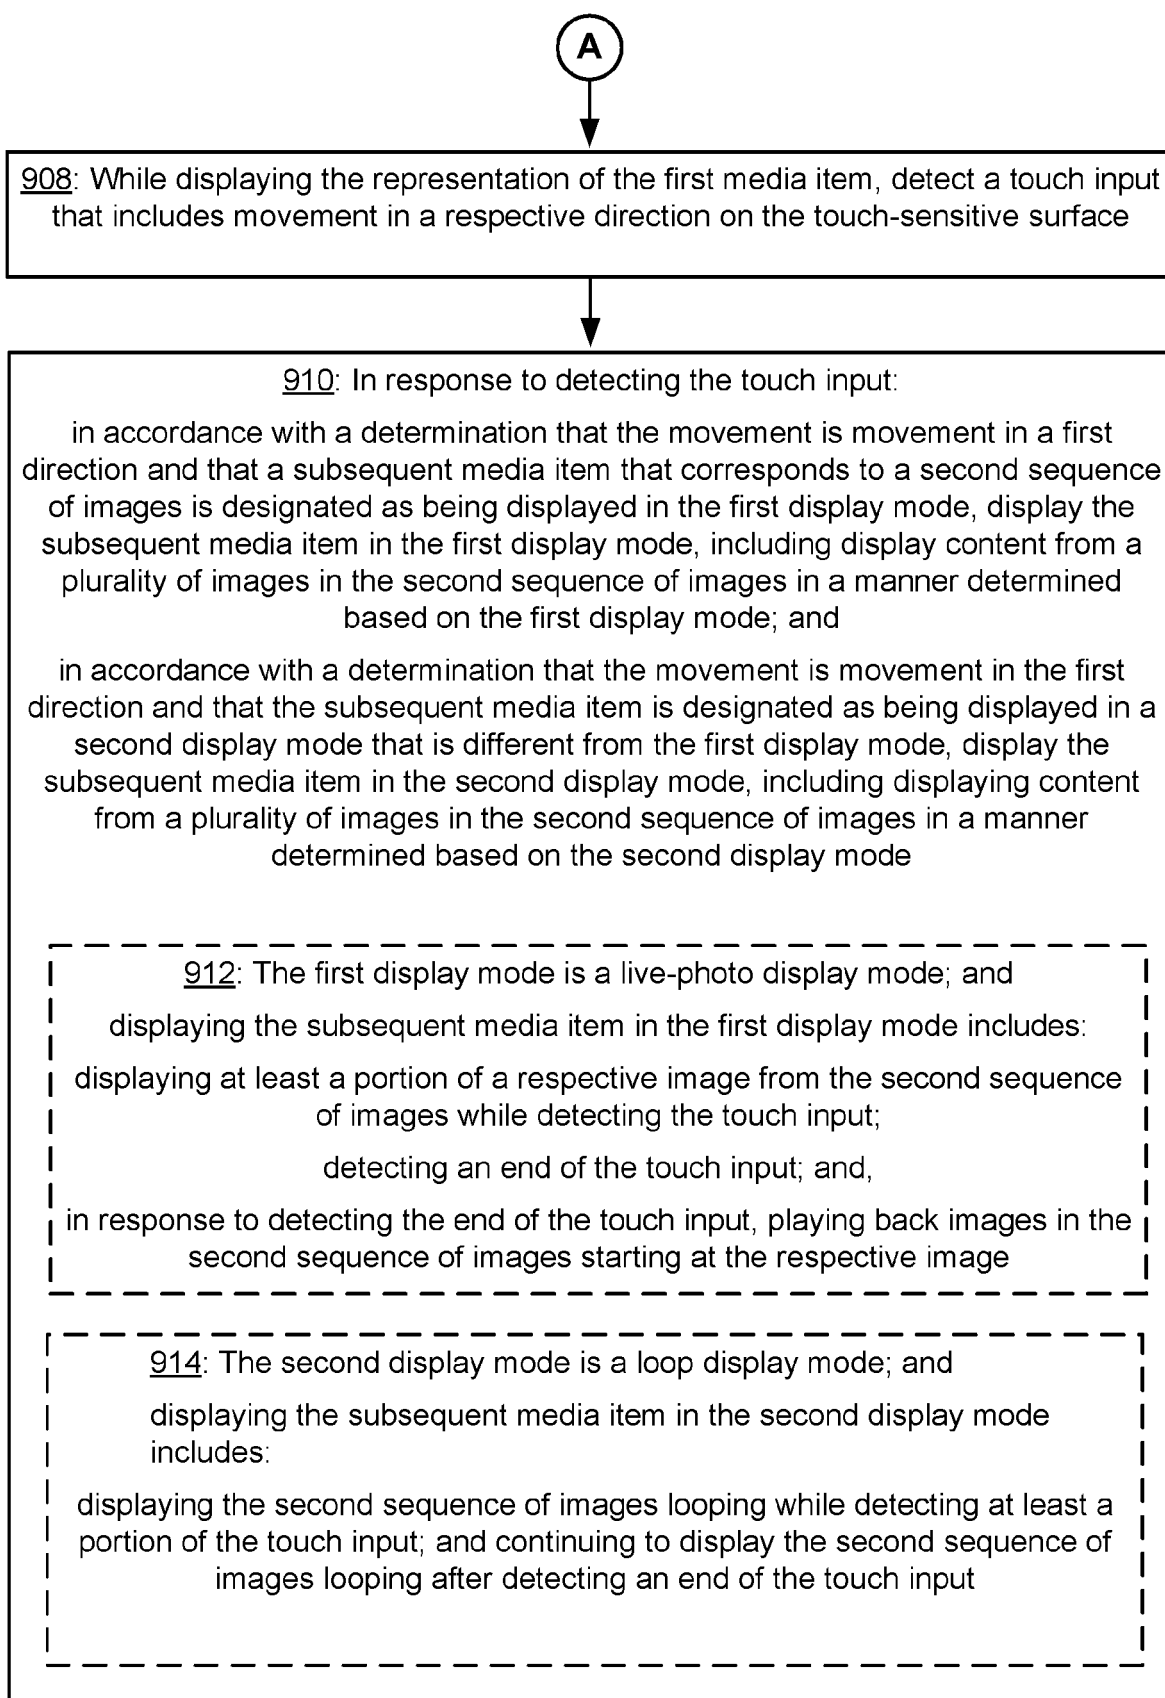 A
908: While displaying the representation of the first media item, detect a touch input
that includes movement in a respective direction on the touch-sensitive surface
910: In response to detecting the touch input:
in accordance with a determination that the movement is movement in a first
direction and that a subsequent media item that corresponds to a second sequence
of images is designated as being displayed in the first display mode, display the
subsequent media item in the first display mode, including display content from a
plurality of images in the second sequence of images in a manner determined
based on the first display mode; and
in accordance with a determination that the movement is movement in the first
direction and that the subsequent media item is designated as being displayed in a
second display mode that is different from the first display mode, display the
subsequent media item in the second display mode, including displaying content
from a plurality of images in the second sequence of images in a manner
determined based on the second display mode
912: The first display mode is a live-photo display mode; and
displaying the subsequent media item in the first display mode includes:
displaying at least a portion of a respective image from the second sequence
of images while detecting the touch input;
detecting an end of the touch input; and,
in response to detecting the end of the touch input, playing back images in the
second sequence of images starting at the respective image
914: The second display mode is a loop display mode; and
displaying the subsequent media item in the second display mode
includes:
displaying the second sequence of images looping while detecting at least a
portion of the touch input; and continuing to display the second sequence of
images looping after detecting an end of the touch input